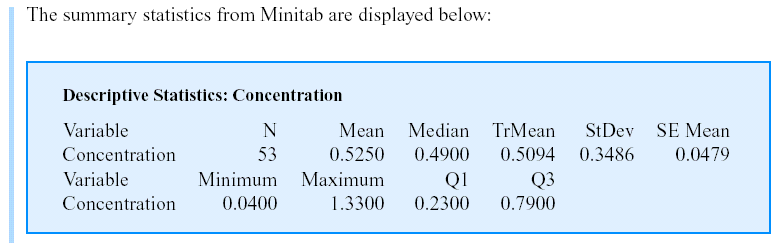 The summary statistics from Minitab are displayed below:
Descriptive Statistics: Concentration
Variable N Mean Median TrMean StDev SE Mean
Concentration 53 0.5250 0.4900 0.5094 0.3486 0.0479
Variable Minimum Maximum Q1 Q3
Concentration 0.0400 1.3300 0.2300 0.7900